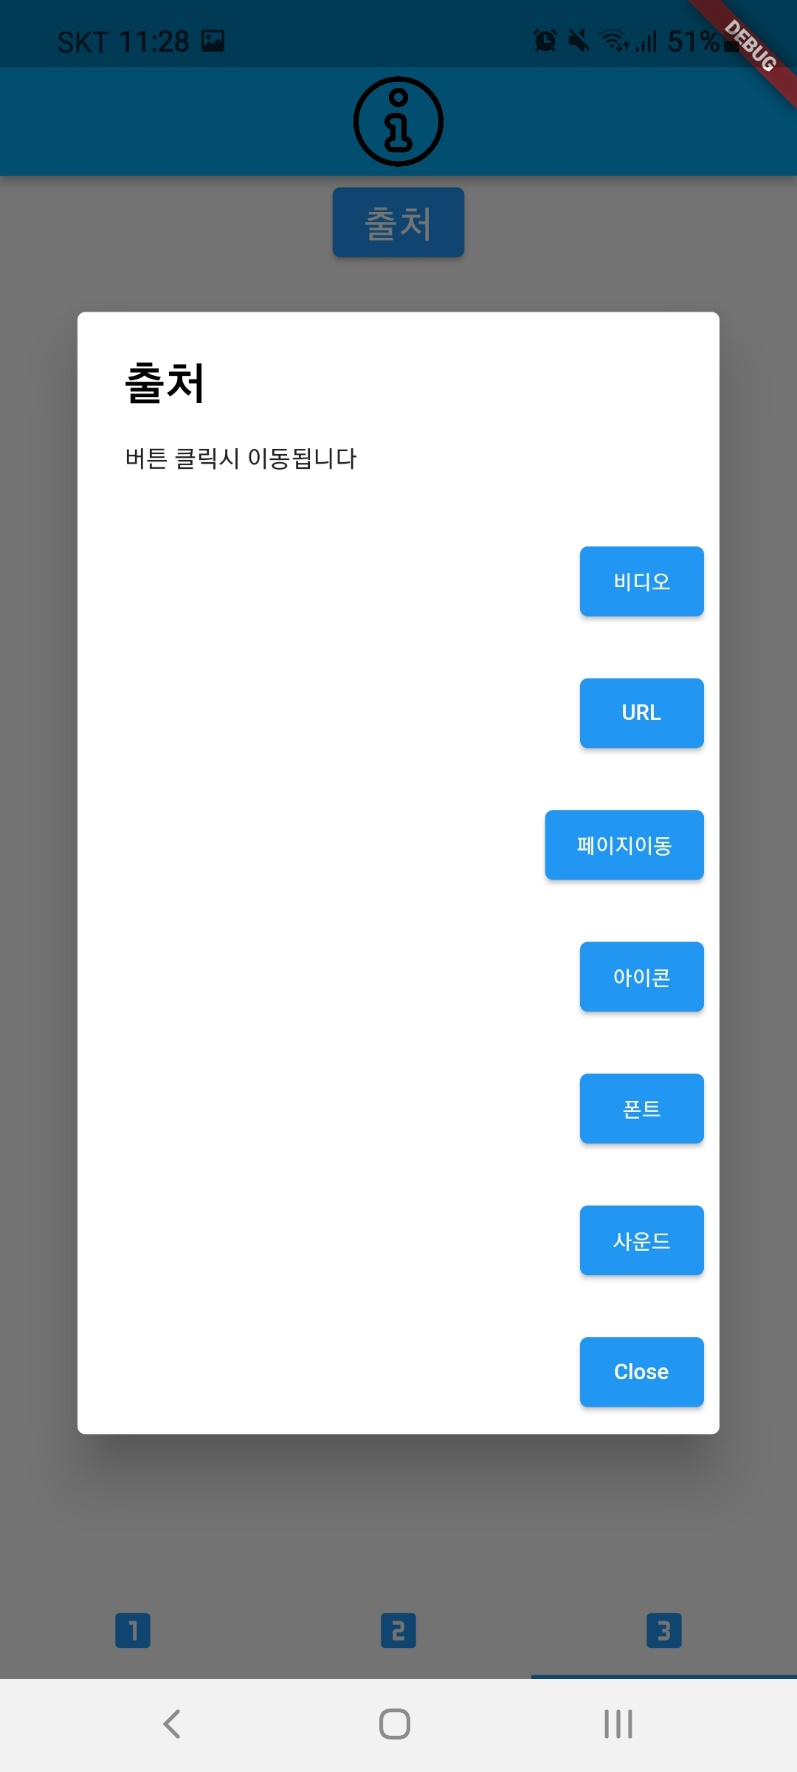 SKT 11:28
51%
DEBUG
출처
출처
버튼 클릭시 이동됩니다
비디오
URL
페이지이동
아이콘
폰트
사운드
Close
1
2
3